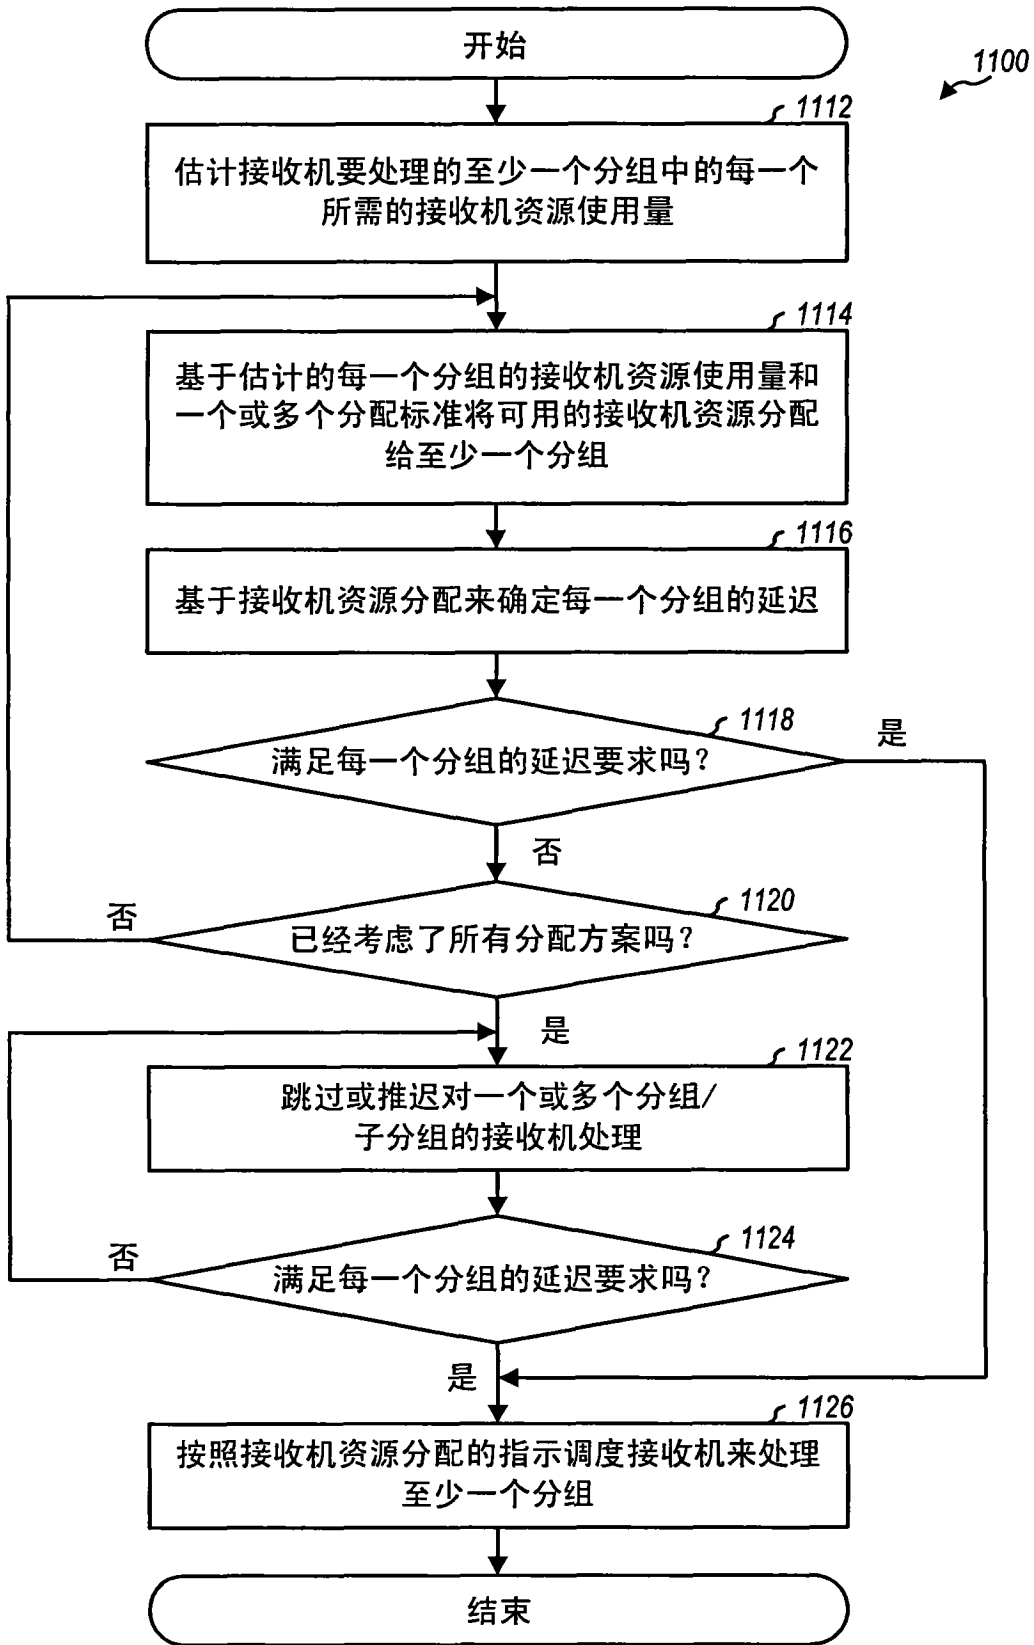 开始
1100
1112
估计接收机要处理的至少一个分组中的每一个
所需的接收机资源使用量
1114
基于估计的每一个分组的接收机资源使用量和
一个或多个分配标准将可用的接收机资源分配
给至少一个分组
1116
基于接收机资源分配来确定每一个分组的延迟
1118
是
满足每一个分组的延迟要求吗?
否
1120
否
已经考虑了所有分配方案吗?
是
1122
跳过或推迟对一个或多个分组/
子分组的接收机处理
1124
否
满足每一个分组的延迟要求吗?
是
1126
按照接收机资源分配的指示调度接收机来处理
至少一个分组
结束